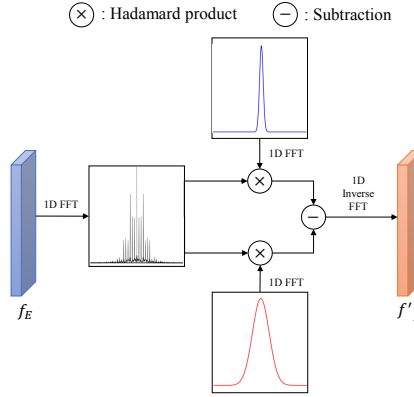 × : Hadamard product − : Subtraction
1D FFT
1D FFT
1D
Inverse
FFT
×
−
×
1D FFT
f_E
f'